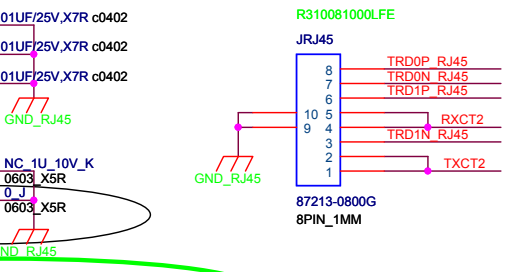 01UF/25V,X7R c0402
01UF/25V,X7R c0402
01UF/25V,X7R c0402
GND_RJ45
NC_1U_10V_K
0603_X5R
0_J
0603_X5R
ND_RJ45
R310081000LFE
JRJ45
8 TRD0P_RJ45
7 TRD0N_RJ45
6 TRD1P_RJ45
10 5
9 4 RXCT2
3 TRD1N_RJ45
2
1 TXCT2
GND_RJ45
87213-0800G
8PIN_1MM